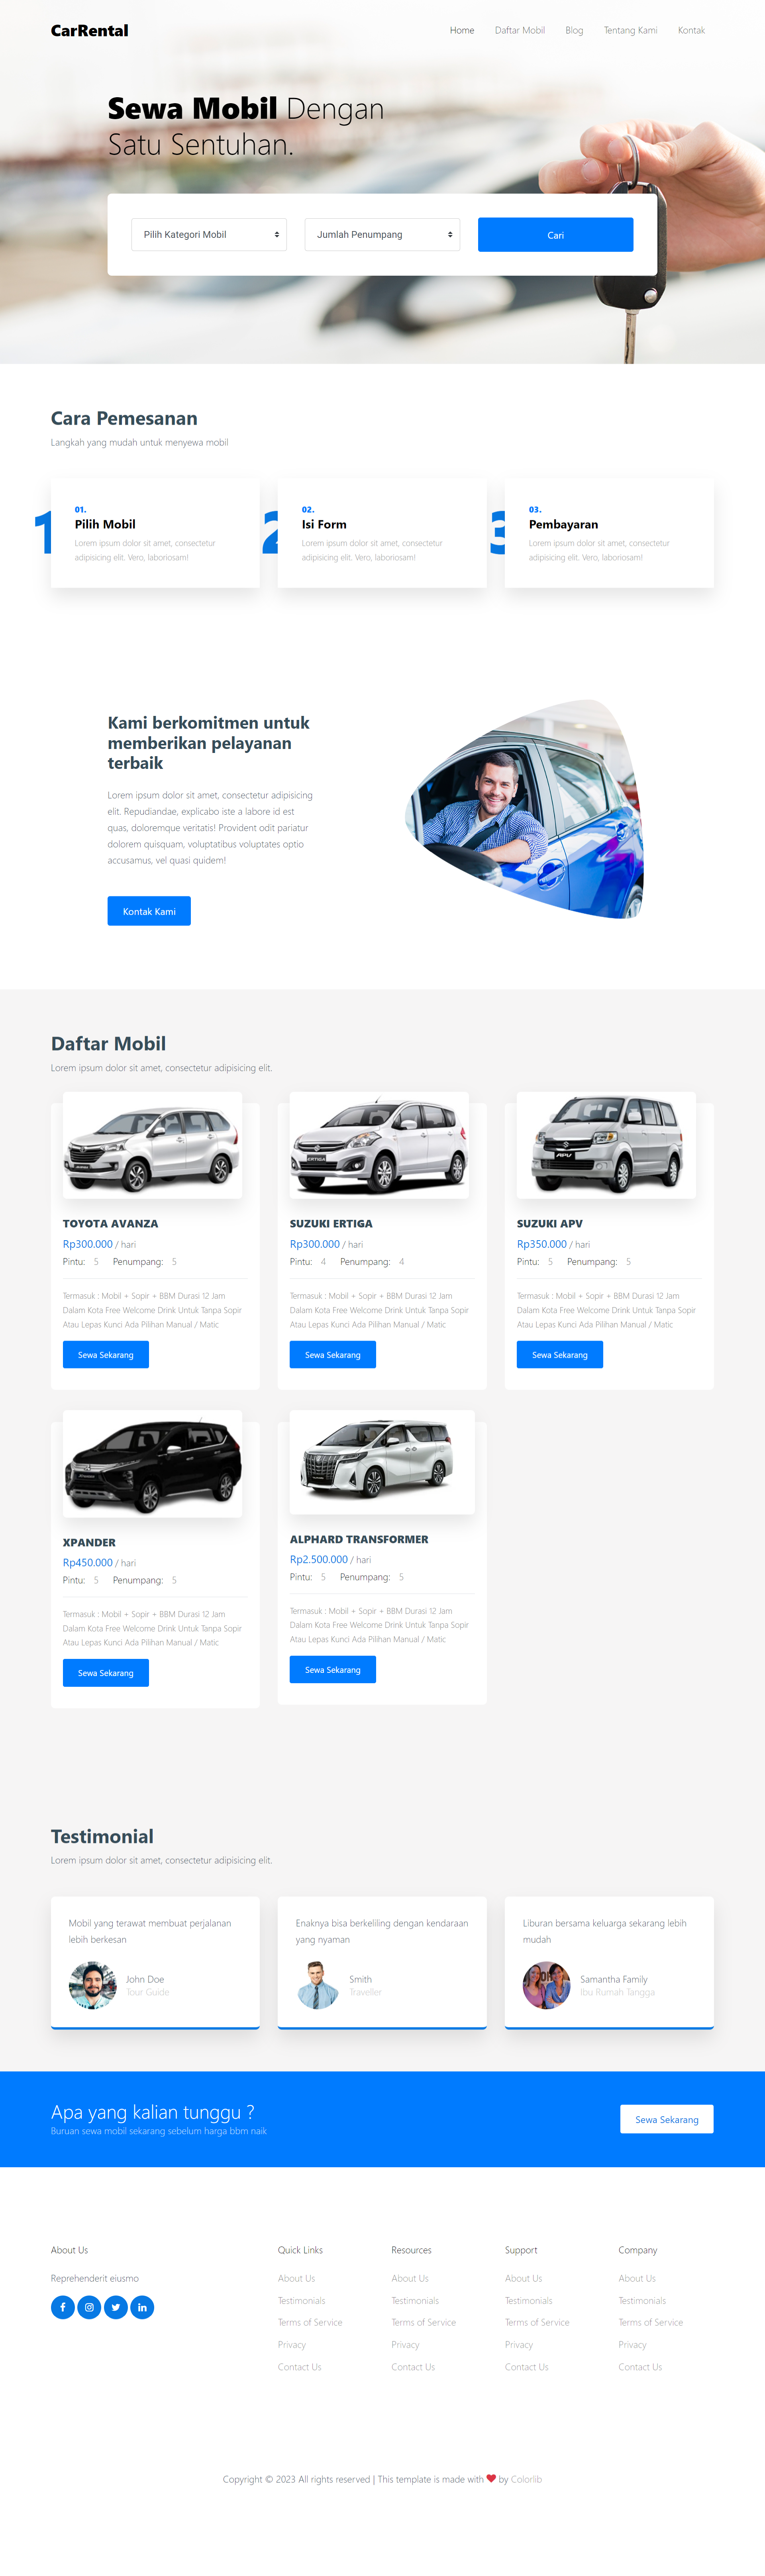 CarRental
Home Daftar Mobil Blog Tentang Kami Kontak
Sewa Mobil Dengan
Satu Sentuhan.
Pilih Kategori Mobil
Jumlah Penumpang
Cari
Cara Pemesanan
Langkah yang mudah untuk menyewa mobil
1
01.
Pilih Mobil
Lorem ipsum dolor sit amet, consectetur
adipisicing elit. Vero, laboriosam!
2
02.
Isi Form
Lorem ipsum dolor sit amet, consectetur
adipisicing elit. Vero, laboriosam!
3
03.
Pembayaran
Lorem ipsum dolor sit amet, consectetur
adipisicing elit. Vero, laboriosam!
Kami berkomitmen untuk
memberikan pelayanan
terbaik
Lorem ipsum dolor sit amet, consectetur adipisicing
elit. Repudiandae, explicabo iste a labore id est
quas, doloremque veritatis! Provident odit pariatur
dolorem quisquam, voluptatibus voluptates optio
accusamus, vel quasi quidem!
Kontak Kami
Daftar Mobil
Lorem ipsum dolor sit amet, consectetur adipisicing elit.
TOYOTA AVANZA
Rp300.000 / hari
Pintu: 5 Penumpang: 5
Termasuk : Mobil + Sopir + BBM Durasi 12 Jam
Dalam Kota Free Welcome Drink Untuk Tanpa Sopir
Atau Lepas Kunci Ada Pilihan Manual / Matic
Sewa Sekarang
ERTIGA
SUZUKI ERTIGA
Rp300.000 / hari
Pintu: 4 Penumpang: 4
Termasuk : Mobil + Sopir + BBM Durasi 12 Jam
Dalam Kota Free Welcome Drink Untuk Tanpa Sopir
Atau Lepas Kunci Ada Pilihan Manual / Matic
Sewa Sekarang
APV
SUZUKI APV
Rp350.000 / hari
Pintu: 5 Penumpang: 5
Termasuk : Mobil + Sopir + BBM Durasi 12 Jam
Dalam Kota Free Welcome Drink Untuk Tanpa Sopir
Atau Lepas Kunci Ada Pilihan Manual / Matic
Sewa Sekarang
XPANDER
Rp450.000 / hari
Pintu: 5 Penumpang: 5
Termasuk : Mobil + Sopir + BBM Durasi 12 Jam
Dalam Kota Free Welcome Drink Untuk Tanpa Sopir
Atau Lepas Kunci Ada Pilihan Manual / Matic
Sewa Sekarang
ALPHARD TRANSFORMER
Rp2.500.000 / hari
Pintu: 5 Penumpang: 5
Termasuk : Mobil + Sopir + BBM Durasi 12 Jam
Dalam Kota Free Welcome Drink Untuk Tanpa Sopir
Atau Lepas Kunci Ada Pilihan Manual / Matic
Sewa Sekarang
Testimonial
Lorem ipsum dolor sit amet, consectetur adipisicing elit.
Mobil yang terawat membuat perjalanan
lebih berkesan
John Doe
Tour Guide
Enaknya bisa berkeliling dengan kendaraan
yang nyaman
Smith
Traveller
Liburan bersama keluarga sekarang lebih
mudah
Samantha Family
Ibu Rumah Tangga
Apa yang kalian tunggu ?
Buruan sewa mobil sekarang sebelum harga bbm naik
Sewa Sekarang
About Us
Reprehenderit eiusmo
Quick Links
About Us
Testimonials
Terms of Service
Privacy
Contact Us
Resources
About Us
Testimonials
Terms of Service
Privacy
Contact Us
Support
About Us
Testimonials
Terms of Service
Privacy
Contact Us
Company
About Us
Testimonials
Terms of Service
Privacy
Contact Us
Copyright © 2023 All rights reserved | This template is made with ❤ by Colorlib